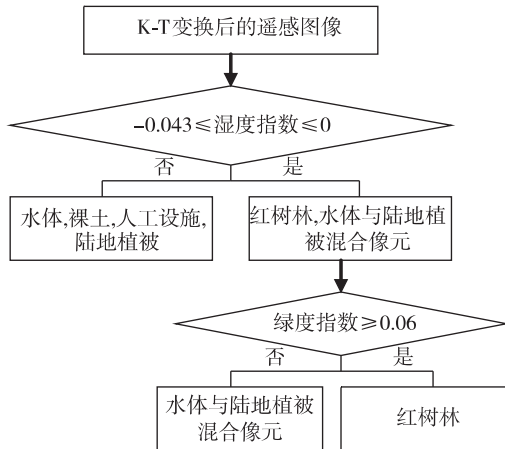 K-T变换后的遥感图像
-0.043≤湿度指数≤0
否
是
水体,裸土,人工设施,
陆地植被
红树林,水体与陆地植
被混合像元
绿度指数≥0.06
否
是
水体与陆地植被
混合像元
红树林